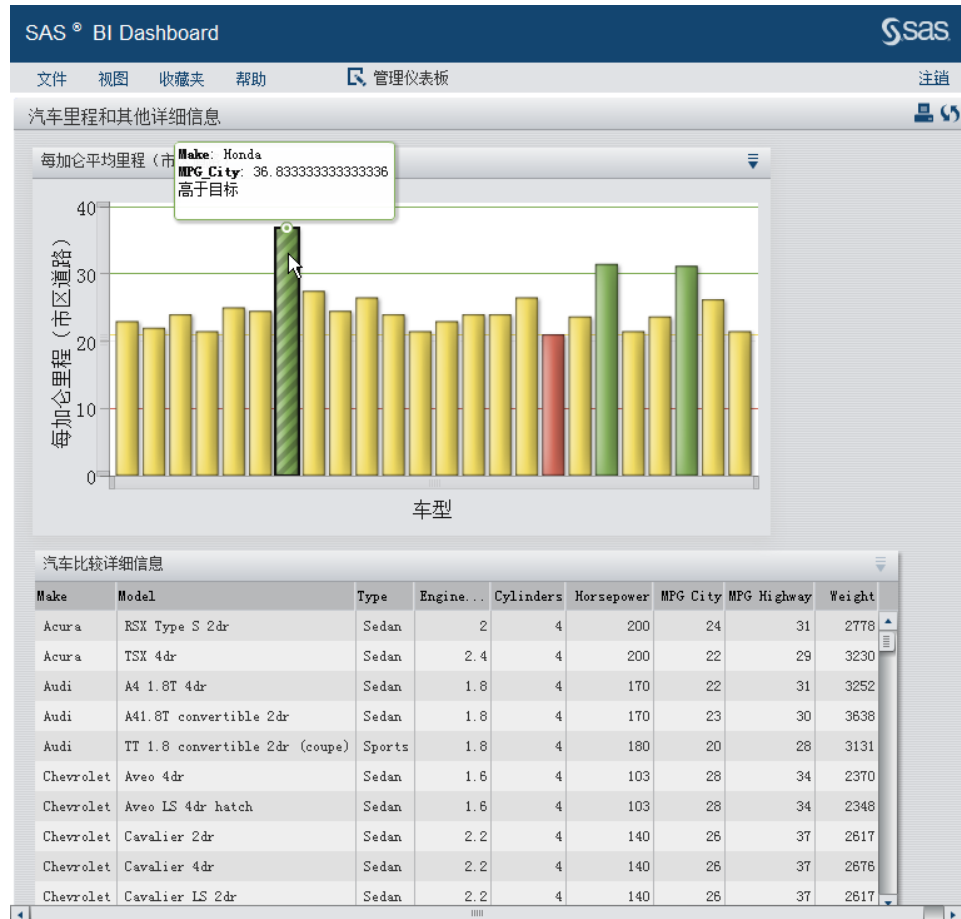 SAS ® BI Dashboard
sas
文件 视图 收藏夹 帮助 管理仪表板 注销
汽车里程和其他详细信息
每加仑平均里程（市
Make: Honda
MPG_City: 36.833333333333336
高于目标
每加仑里程（市区道路）
40
30
20
10
0
车型
汽车比较详细信息
Make Model Type Engine... Cylinders Horsepower MPG City MPG Highway Weight
Acura RSX Type S 2dr Sedan 2 4 200 24 31 2778
Acura TSX 4dr Sedan 2.4 4 200 22 29 3230
Audi A4 1.8T 4dr Sedan 1.8 4 170 22 31 3252
Audi A41.8T convertible 2dr Sedan 1.8 4 170 23 30 3638
Audi TT 1.8 convertible 2dr (coupe) Sports 1.8 4 180 20 28 3131
Chevrolet Aveo 4dr Sedan 1.6 4 103 28 34 2370
Chevrolet Aveo LS 4dr hatch Sedan 1.6 4 103 28 34 2348
Chevrolet Cavalier 2dr Sedan 2.2 4 140 26 37 2617
Chevrolet Cavalier 4dr Sedan 2.2 4 140 26 37 2676
Chevrolet Cavalier LS 2dr Sedan 2.2 4 140 26 37 2617